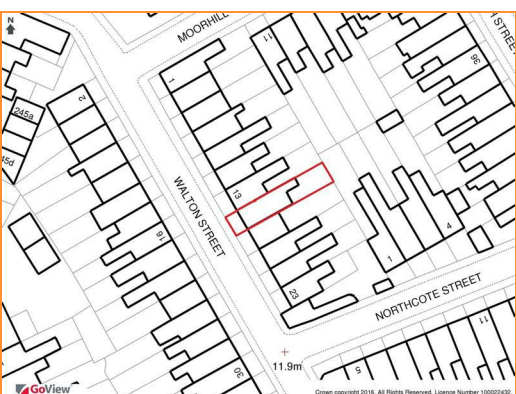 N
MOORHILL
11
1
2
36
245a
45d
13
WALTON STREET
16
23
1
4
NORTHCOTE STREET
11
11.9m
5
30
GoView
Crown copyright 2016. All Rights Reserved. Licence Number 100022432.